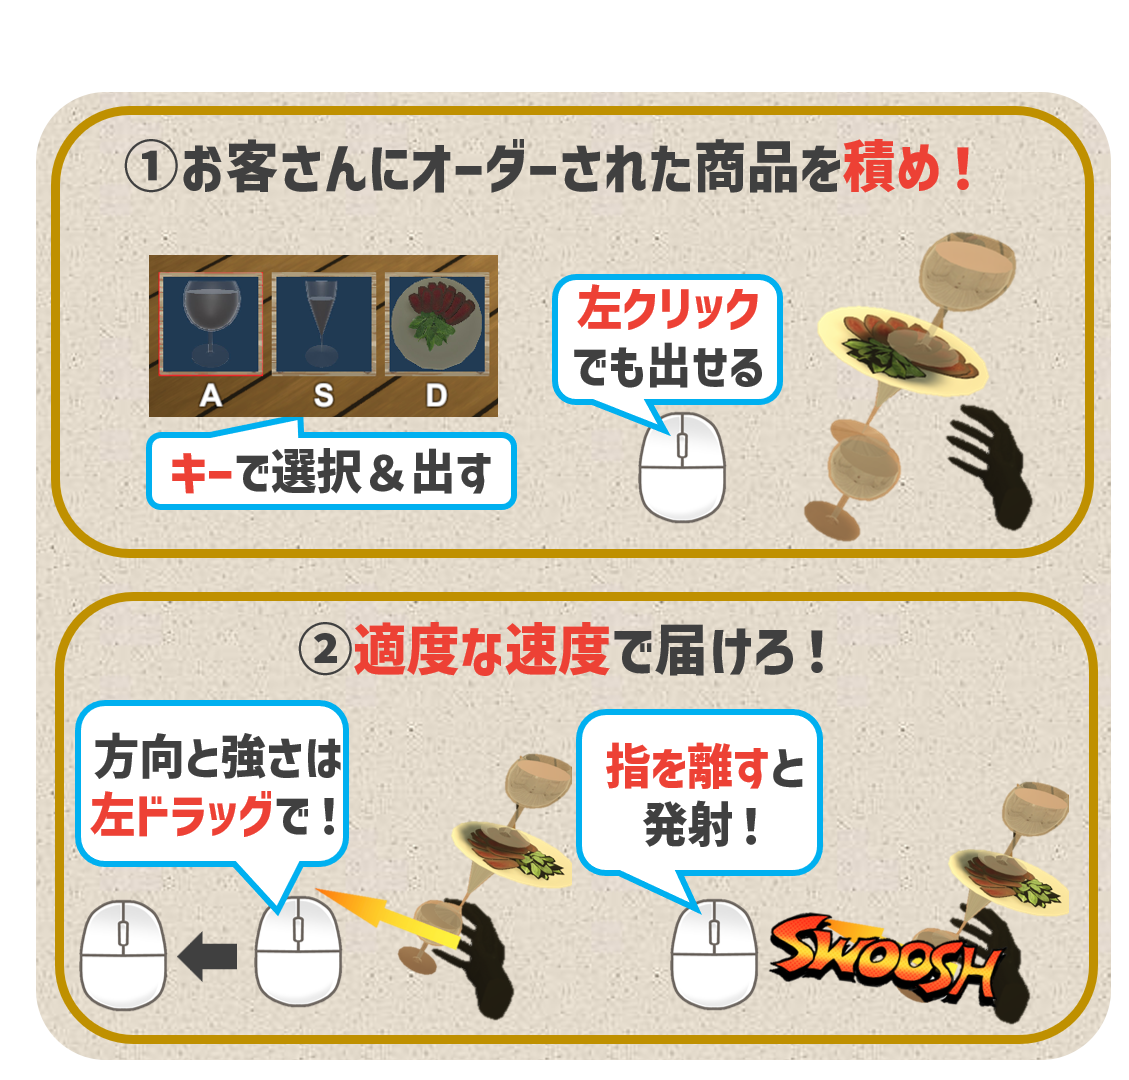 ①お客さんにオーダーされた商品を積め！
左クリック
でも出せる
A S D
キーで選択＆出す
②適度な速度で届けろ！
方向と強さは
左ドラッグで！
指を離すと
発射！
SWOOSH